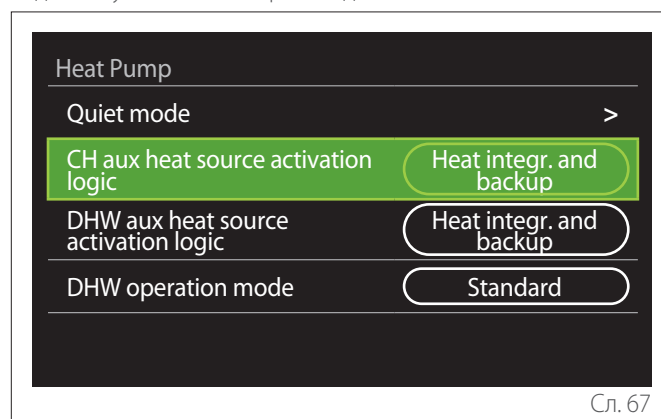 Heat Pump
Quiet mode >
CH aux heat source activation logic
Heat integr. and backup
DHW aux heat source activation logic
Heat integr. and backup
DHW operation mode
Standard
Сл. 67